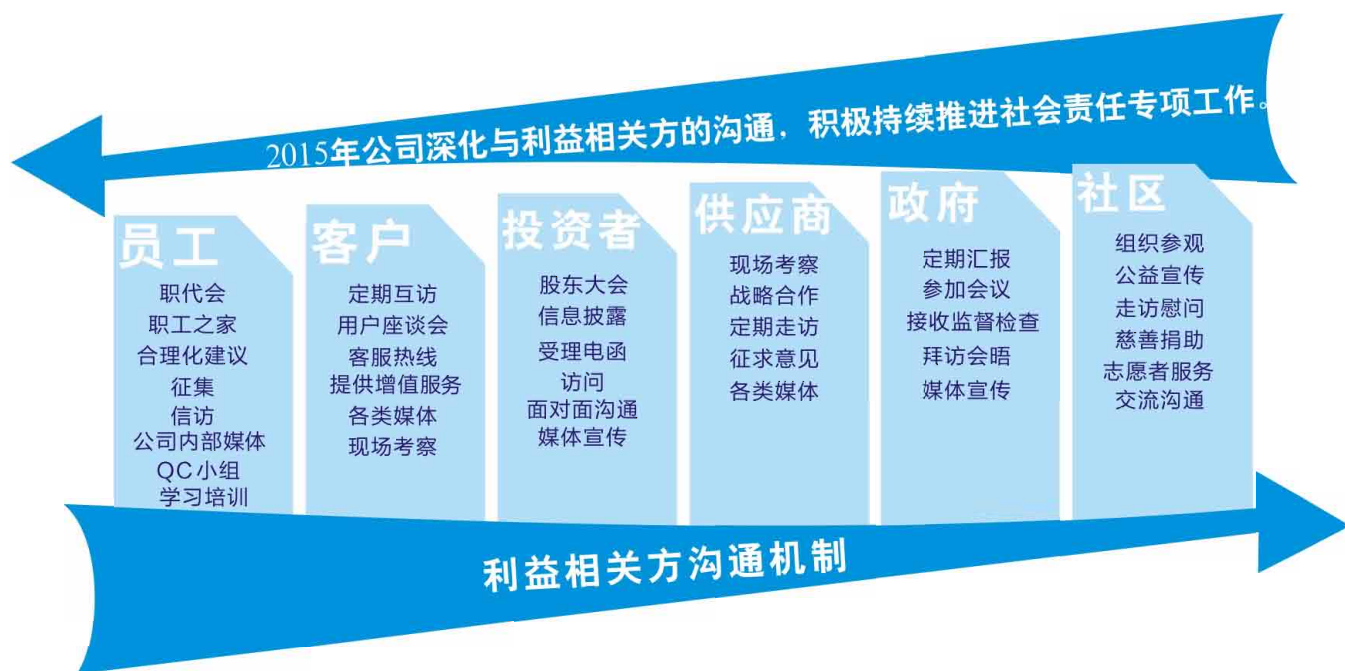 2015年公司深化与利益相关方的沟通，积极持续推进社会责任专项工作。
员工
职代会
职工之家
合理化建议
征集
信访
公司内部媒体
QC小组
学习培训
客户
定期互访
用户座谈会
客服热线
提供增值服务
各类媒体
现场考察
投资者
股东大会
信息披露
受理电函
访问
面对面沟通
媒体宣传
供应商
现场考察
战略合作
定期走访
征求意见
各类媒体
政府
定期汇报
参加会议
接收监督检查
拜访会晤
媒体宣传
社区
组织参观
公益宣传
走访慰问
慈善捐助
志愿者服务
交流沟通
利益相关方沟通机制